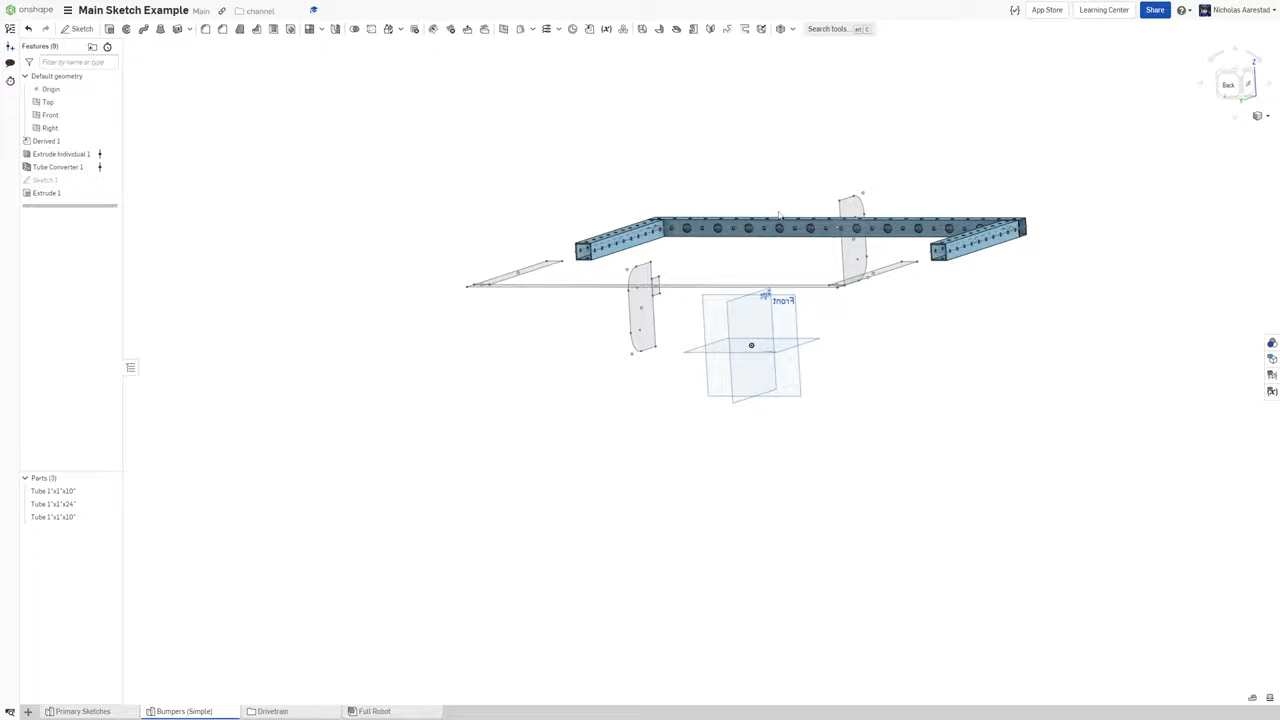 onshape Main Sketch Example Main channel App Store Learning Center Share Nicholas Aarestad
Sketch Search tools... alt C
Features (9)
Filter by name or type
Default geometry
Origin
Top
Front
Right
Derived 1
Extrude Individual 1
Tube Converter 1
Sketch 1
Extrude 1
Z
Back
Y
Right
Front
Parts (3)
Tube 1"x1"x10"
Tube 1"x1"x24"
Tube 1"x1"x10"
Primary Sketches Bumpers (Simple) Drivetrain Full Robot